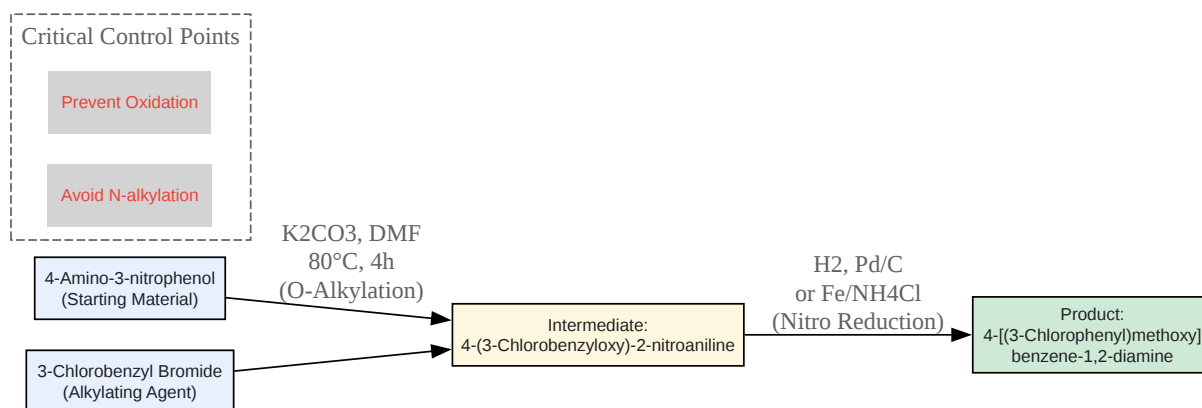 Critical Control Points
Prevent Oxidation
Avoid N-alkylation
4-Amino-3-nitrophenol
(Starting Material)
3-Chlorobenzyl Bromide
(Alkylating Agent)
K2CO3, DMF
80°C, 4h
(O-Alkylation)
Intermediate:
4-(3-Chlorobenzyloxy)-2-nitroaniline
H2, Pd/C
or Fe/NH4Cl
(Nitro Reduction)
Product:
4-[(3-Chlorophenyl)methoxy]
benzene-1,2-diamine